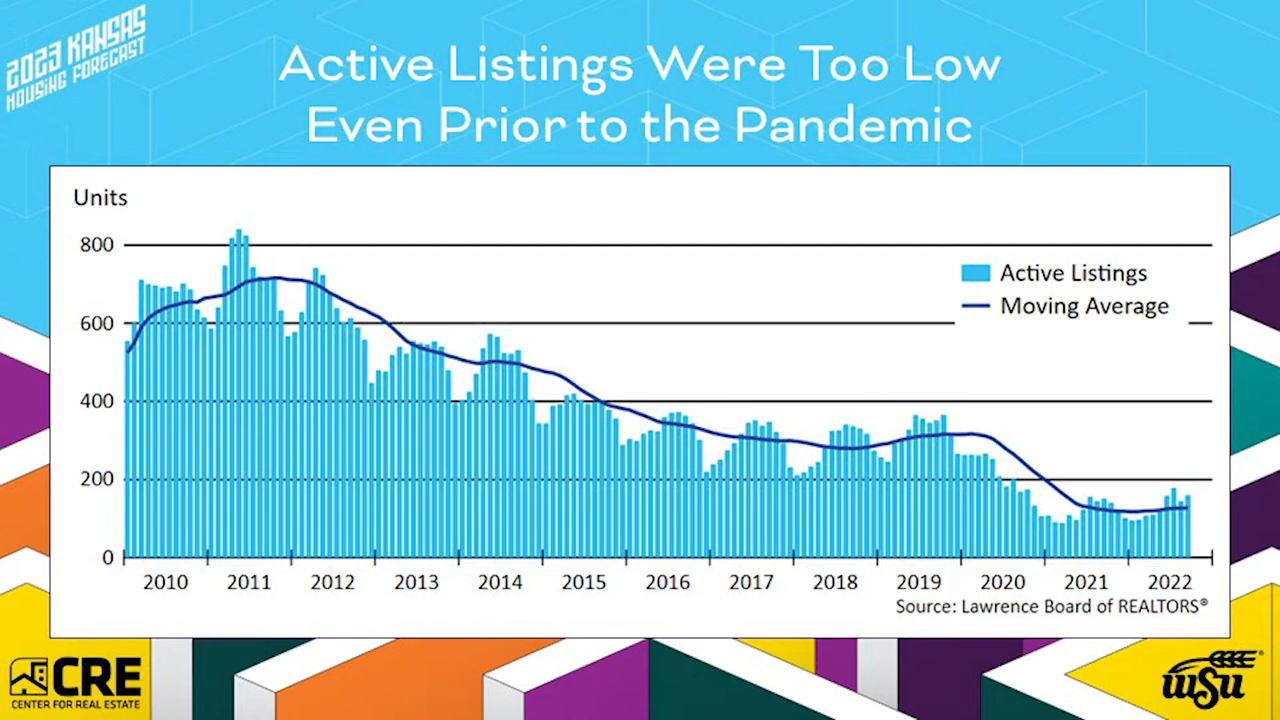 2023 KANSAS
HOUSING FORECAST
Active Listings Were Too Low
Even Prior to the Pandemic
Units
800
600
400
200
0
Active Listings
Moving Average
2010 2011 2012 2013 2014 2015 2016 2017 2018 2019 2020 2021 2022
Source: Lawrence Board of REALTORS®
CRE
CENTER FOR REAL ESTATE
WSU®